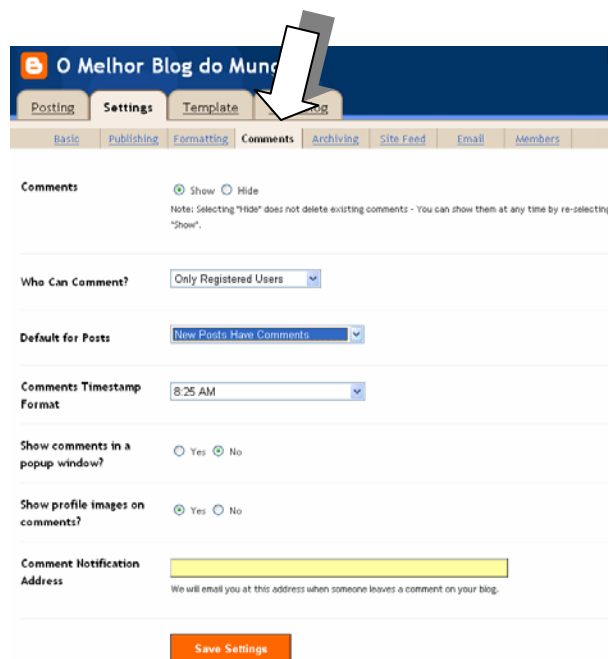 O Melhor Blog do Mun
Posting Settings Template
Basic Publishing Formatting Comments Archiving Site Feed Email Members
Comments
Show Hide
Note: Selecting "Hide" does not delete existing comments - You can show them at any time by re-selecting
"Show".
Who Can Comment?
Only Registered Users
Default for Posts
New Posts Have Comments
Comments Timestamp
Format
8:25 AM
Show comments in a
popup window?
Yes No
Show profile images on
comments?
Yes No
Comment Notification
Address
We will email you at this address when someone leaves a comment on your blog.
Save Settings